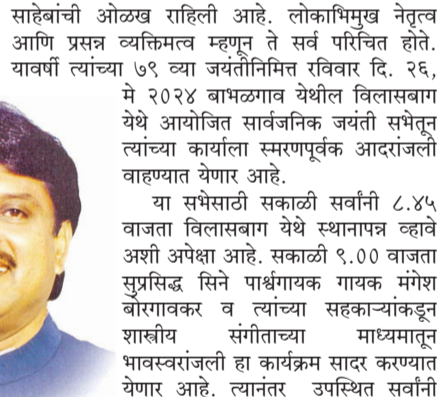 साहेबांची ओळख राहिली आहे. लोकाभिमुख नेतृत्व
आणि प्रसन्न व्यक्तिमत्व म्हणून ते सर्व परिचित होते.
यावर्षी त्यांच्या ७९ व्या जयंतीनिमित्त रविवार दि. २६,
मे २०२४ बाभळगाव येथील विलासबाग
येथे आयोजित सार्वजनिक जयंती सभेतून
त्यांच्या कार्याला स्मरणपूर्वक आदरांजली
वाहण्यात येणार आहे.
या सभेसाठी सकाळी सर्वांनी ८.४५
वाजता विलासबाग येथे स्थानापन्न व्हावे
अशी अपेक्षा आहे. सकाळी ९.०० वाजता
सुप्रसिद्ध सिने पार्श्वगायक गायक मंगेश
बोरगावकर व त्यांच्या सहकाऱ्यांकडून
शास्त्रीय संगीताच्या माध्यमातून
भावस्वरांजली हा कार्यक्रम सादर करण्यात
येणार आहे. त्यानंतर उपस्थित सर्वांनी